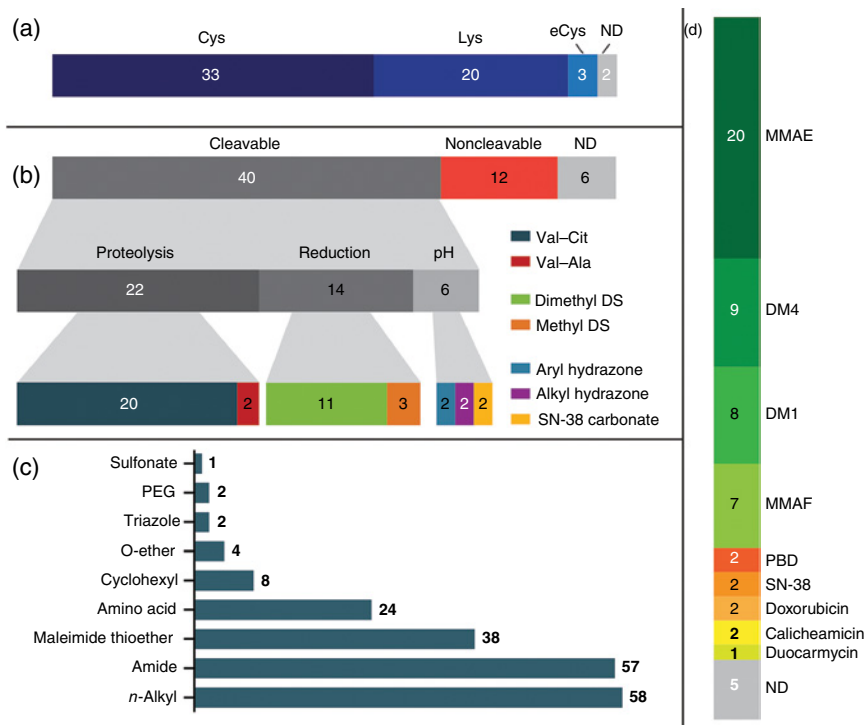 (a)
Cys Lys eCys ND
33 20 3 2
(b)
Cleavable Noncleavable ND
40 12 6
Proteolysis Reduction pH
22 14 6
20 2 11 3 2 2 2
Val–Cit
Val–Ala
Dimethyl DS
Methyl DS
Aryl hydrazone
Alkyl hydrazone
SN-38 carbonate
(c)
Sulfonate 1
PEG 2
Triazole 2
O-ether 4
Cyclohexyl 8
Amino acid 24
Maleimide thioether 38
Amide 57
n-Alkyl 58
(d)
20 MMAE
9 DM4
8 DM1
7 MMAF
2 PBD
2 SN-38
2 Doxorubicin
2 Calicheamicin
1 Duocarmycin
5 ND